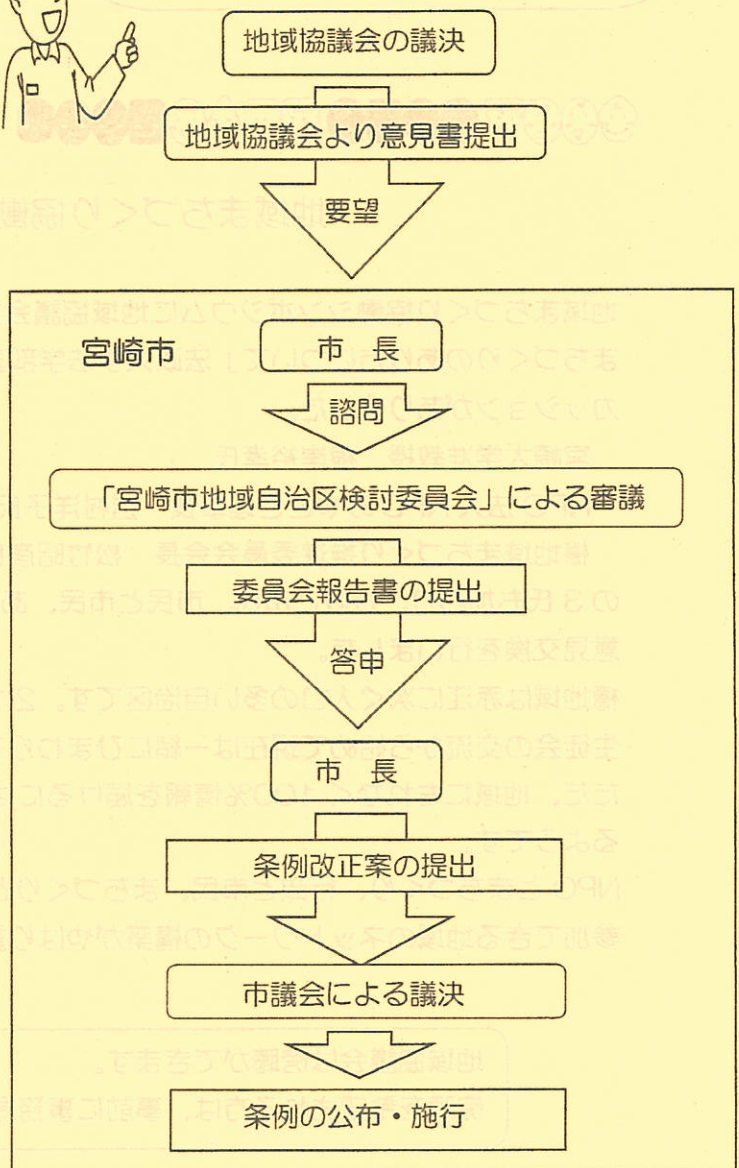 地域協議会の議決
地域協議会より意見書提出
要望
宮崎市
市　長
諮問
「宮崎市地域自治区検討委員会」による審議
委員会報告書の提出
答申
市　長
条例改正案の提出
市議会による議決
条例の公布・施行